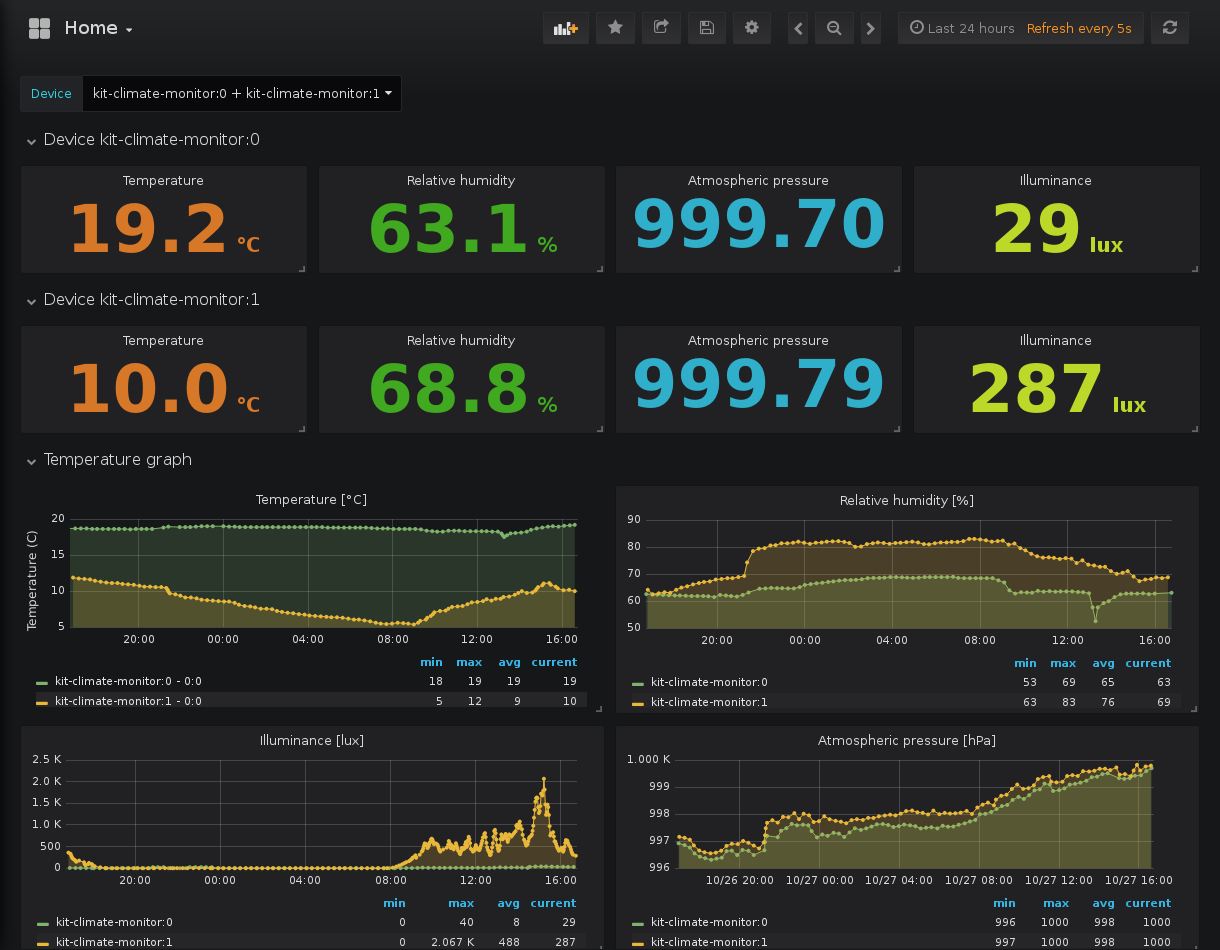 Home
Last 24 hours Refresh every 5s
Device kit-climate-monitor:0 + kit-climate-monitor:1
Device kit-climate-monitor:0
Temperature Relative humidity Atmospheric pressure Illuminance
19.2 °C 63.1 % 999.70 29 lux
Device kit-climate-monitor:1
Temperature Relative humidity Atmospheric pressure Illuminance
10.0 °C 68.8 % 999.79 287 lux
Temperature graph
Temperature [°C]
Temperature (C)
20
15
10
5
20:00 00:00 04:00 08:00 12:00 16:00
min max avg current
kit-climate-monitor:0 - 0:0 18 19 19 19
kit-climate-monitor:1 - 0:0 5 12 9 10
Relative humidity [%]
90
80
70
60
50
20:00 00:00 04:00 08:00 12:00 16:00
min max avg current
kit-climate-monitor:0 53 69 65 63
kit-climate-monitor:1 63 83 76 69
Illuminance [lux]
2.5 K
2.0 K
1.5 K
1.0 K
500
0
20:00 00:00 04:00 08:00 12:00 16:00
min max avg current
kit-climate-monitor:0 0 40 8 29
kit-climate-monitor:1 0 2.067 K 488 287
Atmospheric pressure [hPa]
1.000 K
999
998
997
996
10/26 20:00 10/27 00:00 10/27 04:00 10/27 08:00 10/27 12:00 10/27 16:00
min max avg current
kit-climate-monitor:0 996 1000 998 1000
kit-climate-monitor:1 997 1000 998 1000